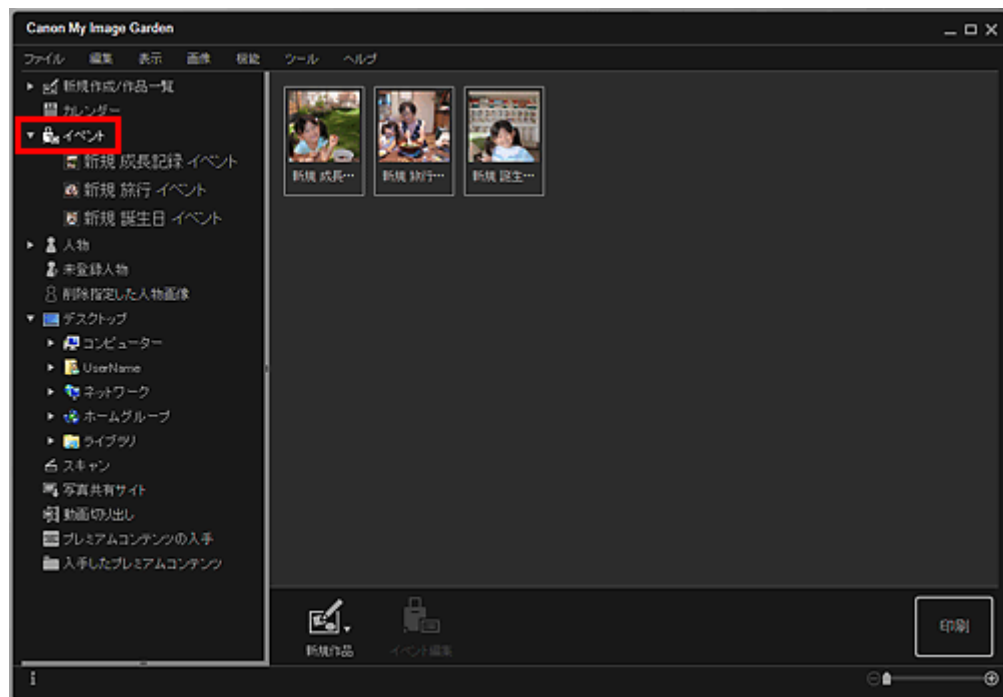 Canon My Image Garden
ファイル 編集 表示 画像 機能 ツール ヘルプ
新規作成/作品一覧
カレンダー
イベント
新規 成長記録 イベント
新規 旅行 イベント
新規 誕生日 イベント
人物
未登録人物
削除指定した人物画像
デスクトップ
コンピューター
UserName
ネットワーク
ホームグループ
ライブラリ
スキャン
写真共有サイト
動画切り出し
プレミアムコンテンツの入手
入手したプレミアムコンテンツ
新規 成長… 新規 旅行… 新規 誕生…
新規作品 イベント編集 印刷